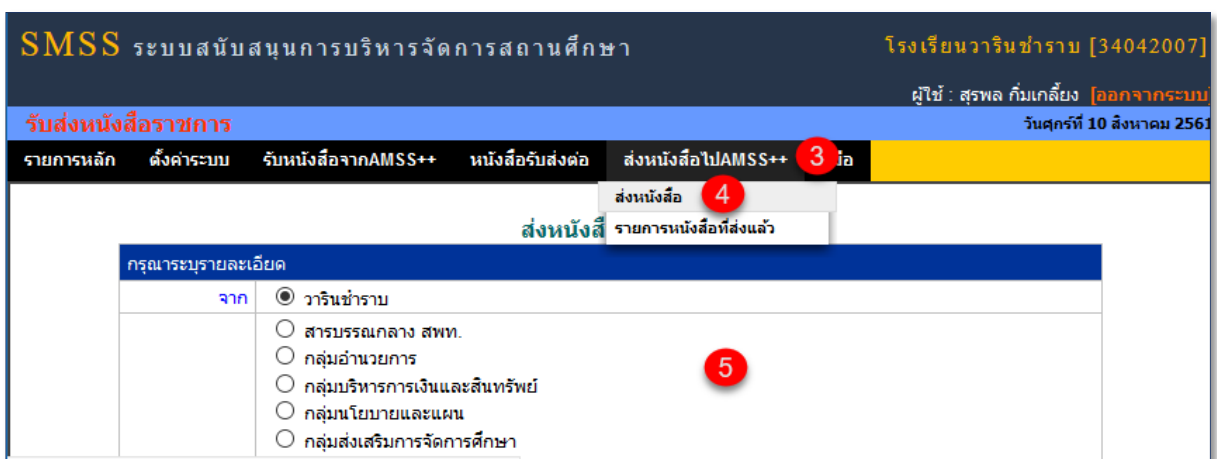 SMSS ระบบสนับสนุนการบริหารจัดการสถานศึกษา
โรงเรียนวารินชำราบ [34042007]
ผู้ใช้ : สุรพล กิ่มเกลี้ยง [ออกจากระบบ]
รับส่งหนังสือราชการ
วันศุกร์ที่ 10 สิงหาคม 2561
รายการหลัก ตั้งค่าระบบ รับหนังสือจากAMSS++ หนังสือรับส่งต่อ ส่งหนังสือไปAMSS++ 3
ส่งหนังสือ 4
รายการหนังสือที่ส่งแล้ว
ส่งหนังสื
กรุณาระบุรายละเอียด
จาก วารินชำราบ
สารบรรณกลาง สพท.
กลุ่มอำนวยการ
5
กลุ่มบริหารการเงินและสินทรัพย์
กลุ่มนโยบายและแผน
กลุ่มส่งเสริมการจัดการศึกษา